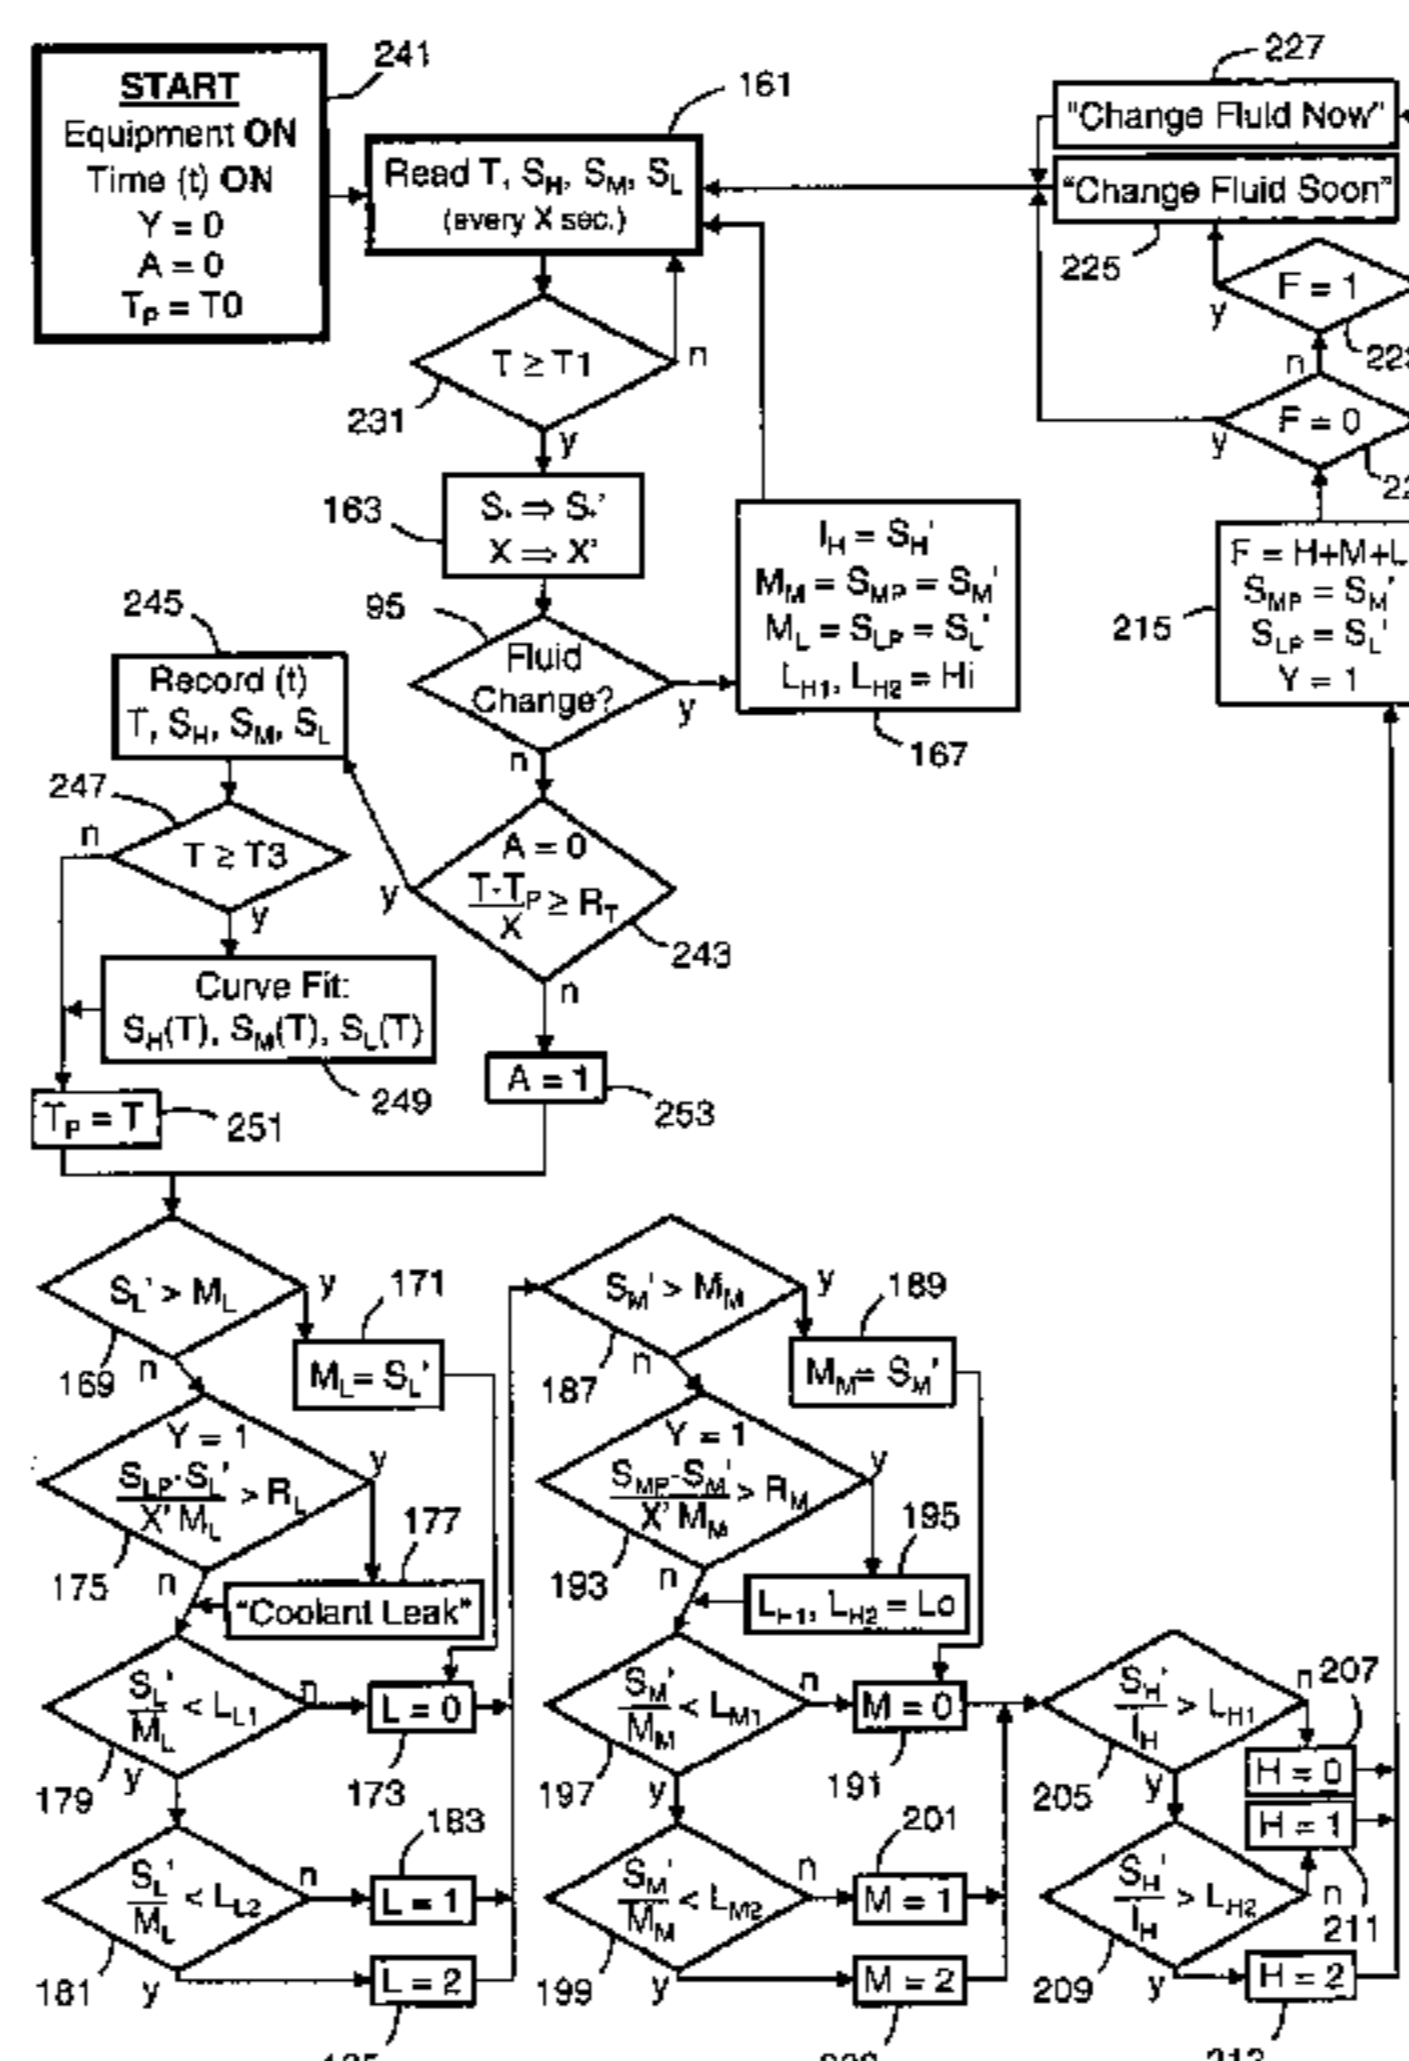 241
START
Equipment ON
Time (t) ON
Y = 0
A = 0
T_P = T0
161
Read T, S_H, S_M, S_L
(every X sec.)
227
"Change Fluid Now"
"Change Fluid Soon"
225
F = 1
y
n
F = 0
y
T ≥ T1
n
231
y
163
S* ⇒ S*'
X ⇒ X'
95
Fluid
Change?
y
n
I_H = S_H'
M_M = S_MP = S_M'
M_L = S_LP = S_L'
L_H1, L_H2 = Hi
167
F = H+M+L
S_MP = S_M'
S_LP = S_L'
Y = 1
215
245
Record (t)
T, S_H, S_M, S_L
247
n
T ≥ T3
y
A = 0
T-T_P
X
≥ R_T
y
243
n
Curve Fit:
S_H(T), S_M(T), S_L(T)
249
A = 1
253
T_P = T
251
S_L' > M_L
y
171
169
n
M_L = S_L'
Y = 1
S_LP-S_L'
X' M_L
> R_L
y
175
n
177
"Coolant Leak"
S_L'
M_L
< L_L1
n
L = 0
179
y
173
183
S_L'
M_L
< L_L2
n
L = 1
181
y
L = 2
S_M' > M_M
y
189
187
n
M_M = S_M'
Y = 1
S_MP-S_M'
X' M_M
> R_M
y
193
n
195
L_H1, L_H2 = Lo
S_M'
M_M
< L_M1
n
M = 0
197
y
191
201
S_M'
M_M
< L_M2
n
M = 1
199
y
M = 2
S_H'
I_H
> L_H1
n
207
205
y
H = 0
H = 1
S_H'
I_H
> L_H2
n
211
209
y
H = 2